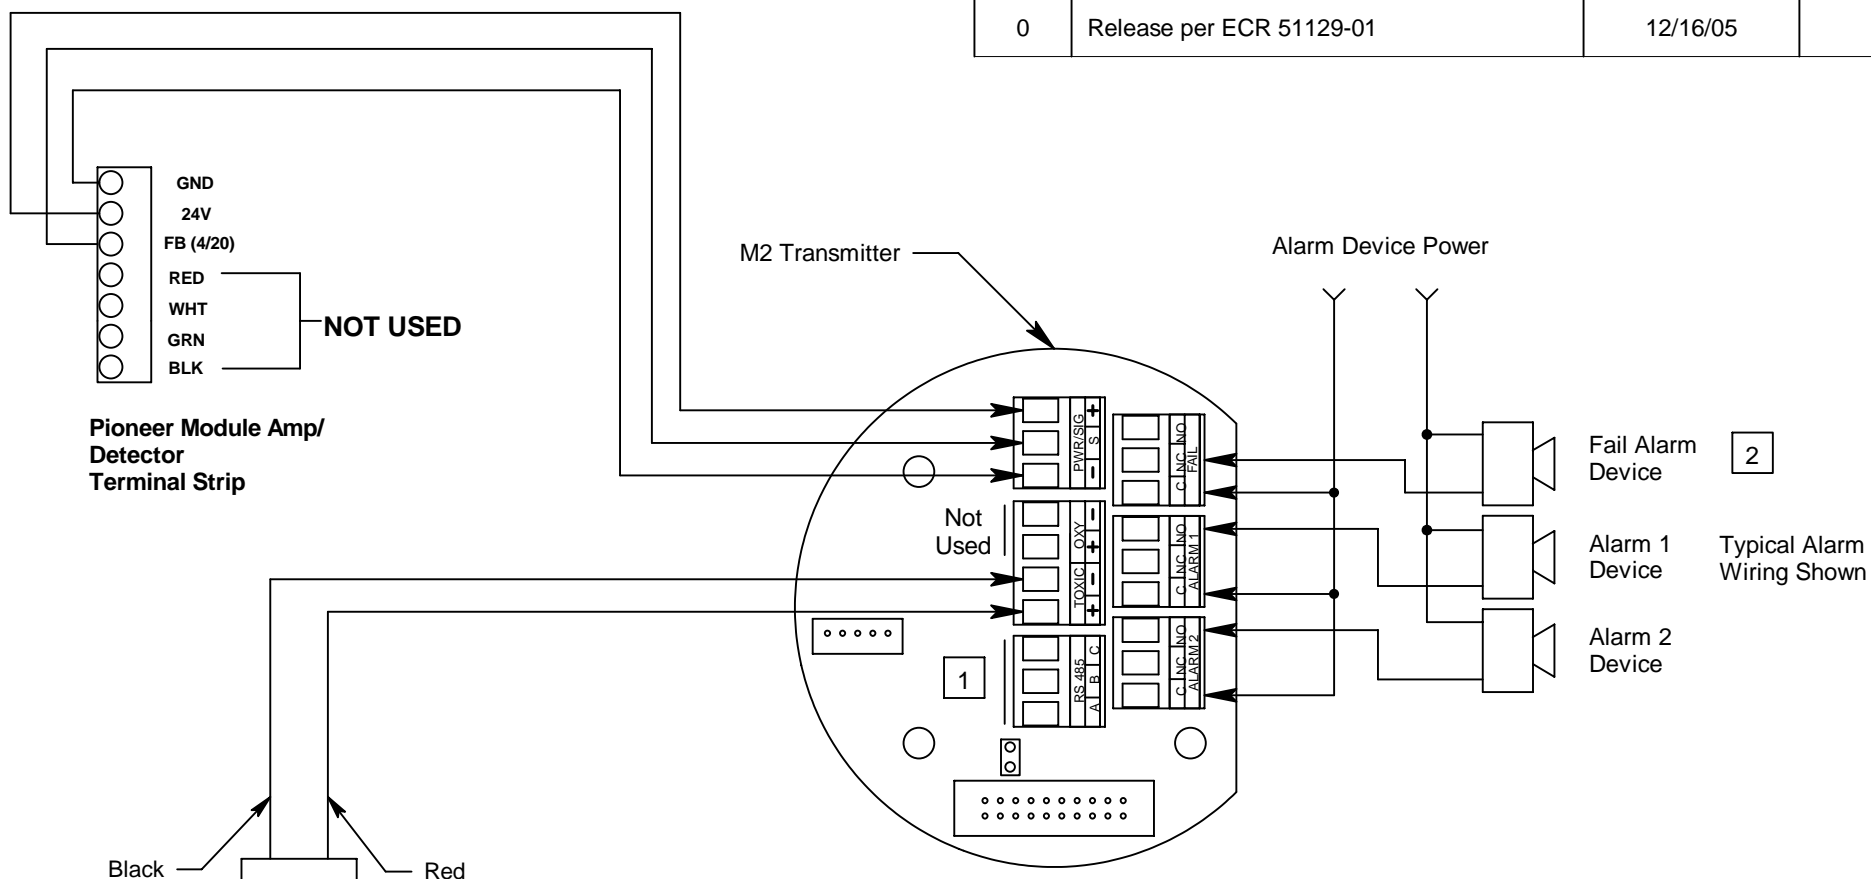 0 Release per ECR 51129-01 12/16/05
GND
24V
FB (4/20)
RED
WHT
GRN
BLK
NOT USED
Pioneer Module Amp/
Detector
Terminal Strip
M2 Transmitter
Alarm Device Power
PWR/SIG
+
S
-
Not
Used
OXY
-
+
TOXIC
-
+
1
RS 485
A B C
C NC NO
FAIL
C NC NO
ALARM 1
C NC NO
ALARM 2
Fail Alarm
Device
2
Alarm 1
Device
Typical Alarm
Wiring Shown
Alarm 2
Device
Black
Red